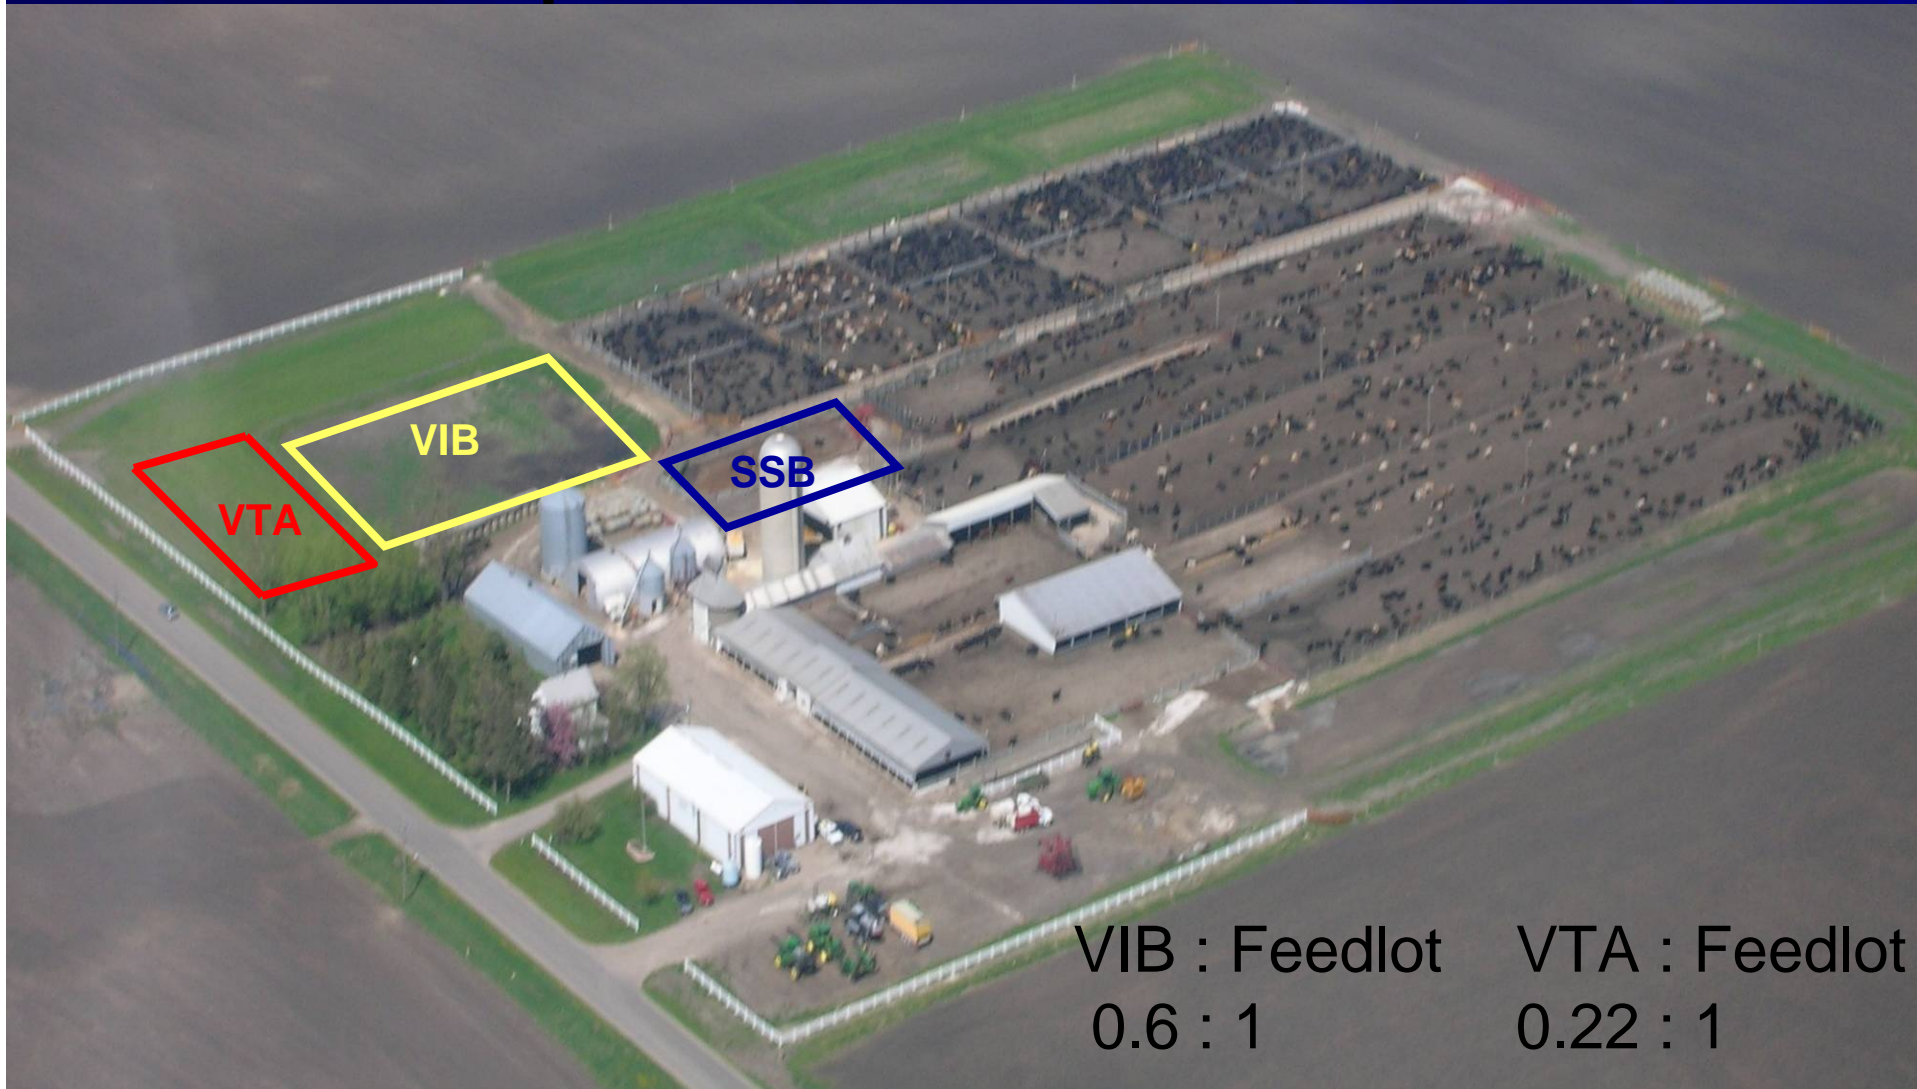 VIB
SSB
VTA
VIB : Feedlot VTA : Feedlot
0.6 : 1 0.22 : 1